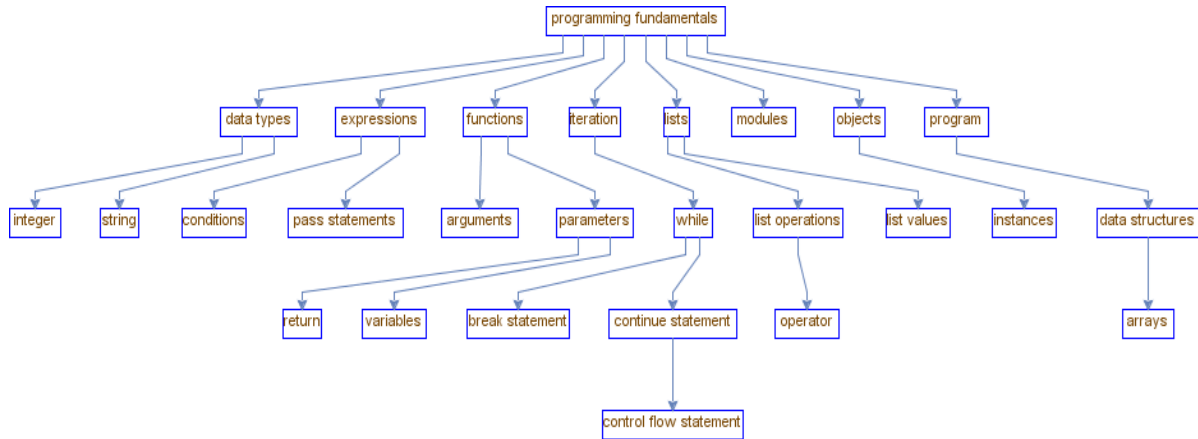 programming fundamentals
data types
expressions
functions
iteration
lists
modules
objects
program
integer
string
conditions
pass statements
arguments
parameters
while
list operations
list values
instances
data structures
return
variables
break statement
continue statement
operator
arrays
control flow statement